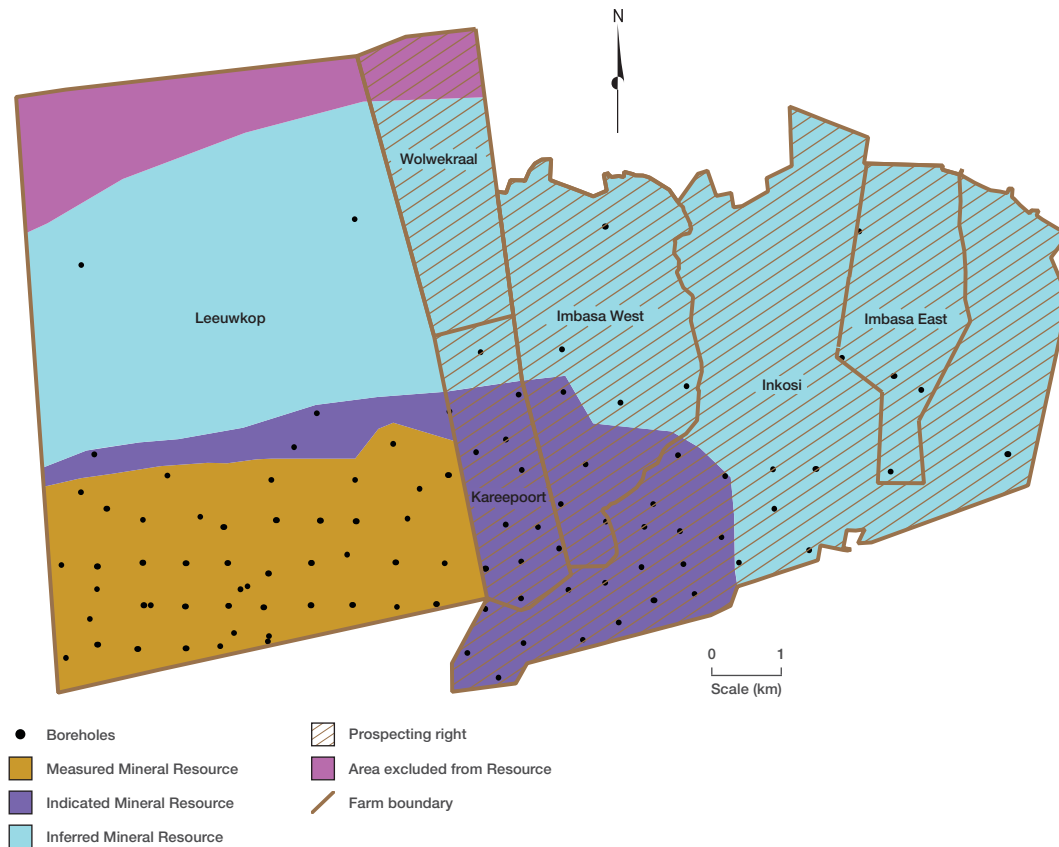 N
Wolwekraal
Leeuwkop
Imbasa West
Imbasa East
Inkosi
Kareepoort
0 1
Scale (km)
Boreholes
Measured Mineral Resource
Indicated Mineral Resource
Inferred Mineral Resource
Prospecting right
Area excluded from Resource
Farm boundary